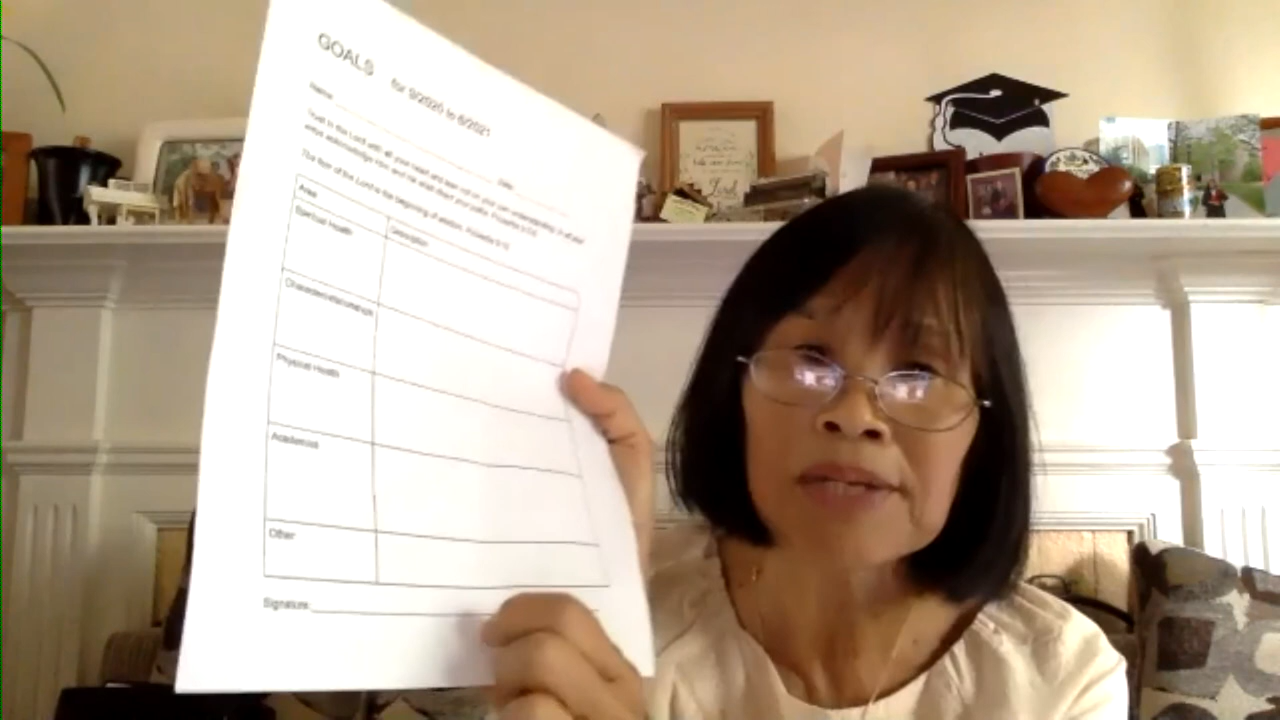 GOALS for 9/2020 to 6/2021
Name Date
Trust in the Lord with all your heart and lean not on your own understanding; in all your
ways acknowledge Him and He shall direct your paths. Proverbs 3:5-6
The fear of the Lord is the beginning of wisdom. Proverbs 9:10
Area Description
Spiritual Health
Physical Health
Academics
Other
Signature:
God